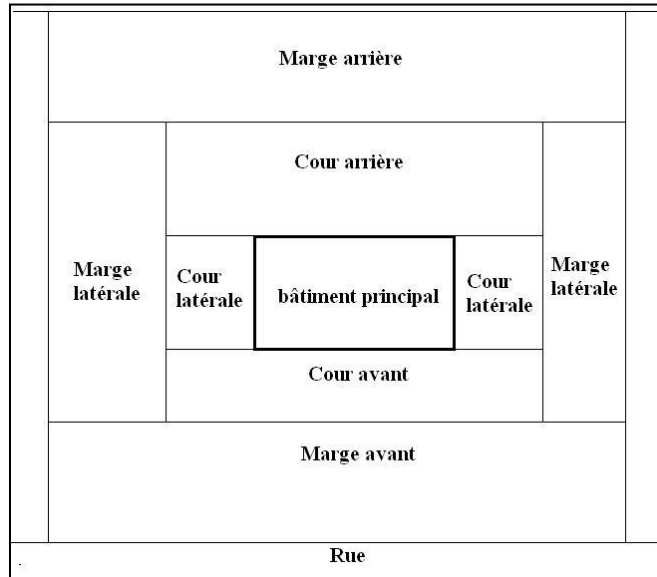 Marge arrière
Cour arrière
Marge
latérale
Cour
latérale
bâtiment principal
Cour
latérale
Marge
latérale
Cour avant
Marge avant
Rue